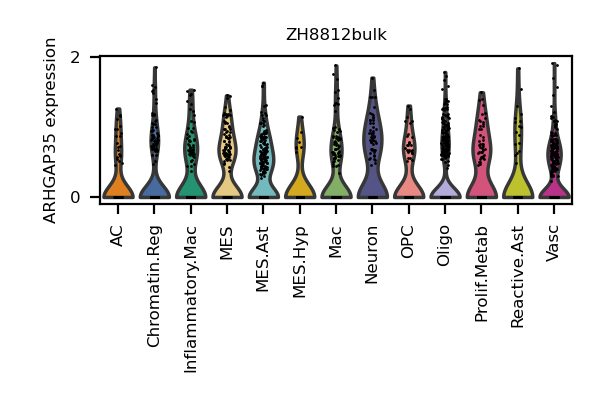 ZH8812bulk
ARHGAP35 expression
2
0
AC
Chromatin.Reg
Inflammatory.Mac
MES
MES.Ast
MES.Hyp
Mac
Neuron
OPC
Oligo
Prolif.Metab
Reactive.Ast
Vasc